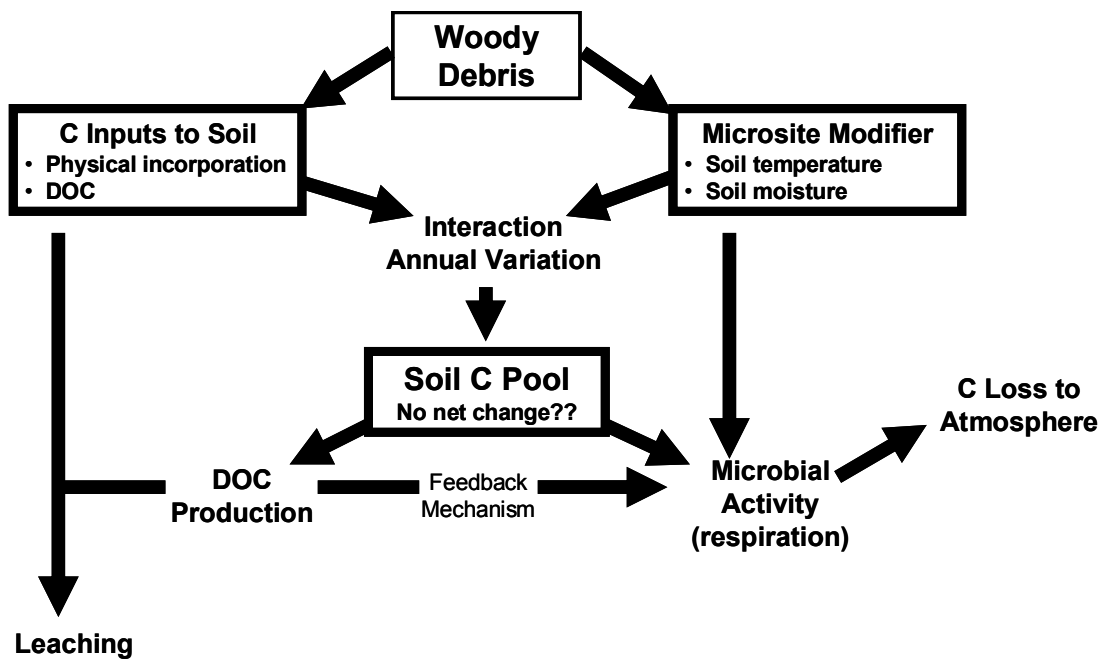 Woody
Debris
C Inputs to Soil
• Physical incorporation
• DOC
Microsite Modifier
• Soil temperature
• Soil moisture
Interaction
Annual Variation
Soil C Pool
No net change??
C Loss to
Atmosphere
DOC
Production
Feedback
Mechanism
Microbial
Activity
(respiration)
Leaching